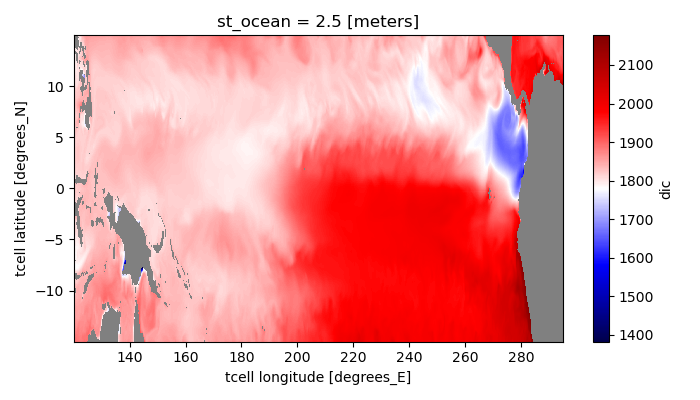 st_ocean = 2.5 [meters]
10
5
0
−5
−10
tcell latitude [degrees_N]
140 160 180 200 220 240 260 280
tcell longitude [degrees_E]
2100
2000
1900
1800
1700
1600
1500
1400
dic